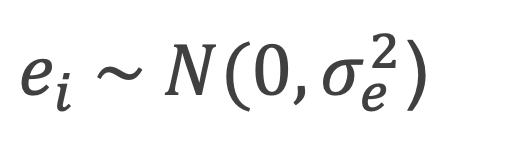 e_i ~ N(0, σ_e^2)